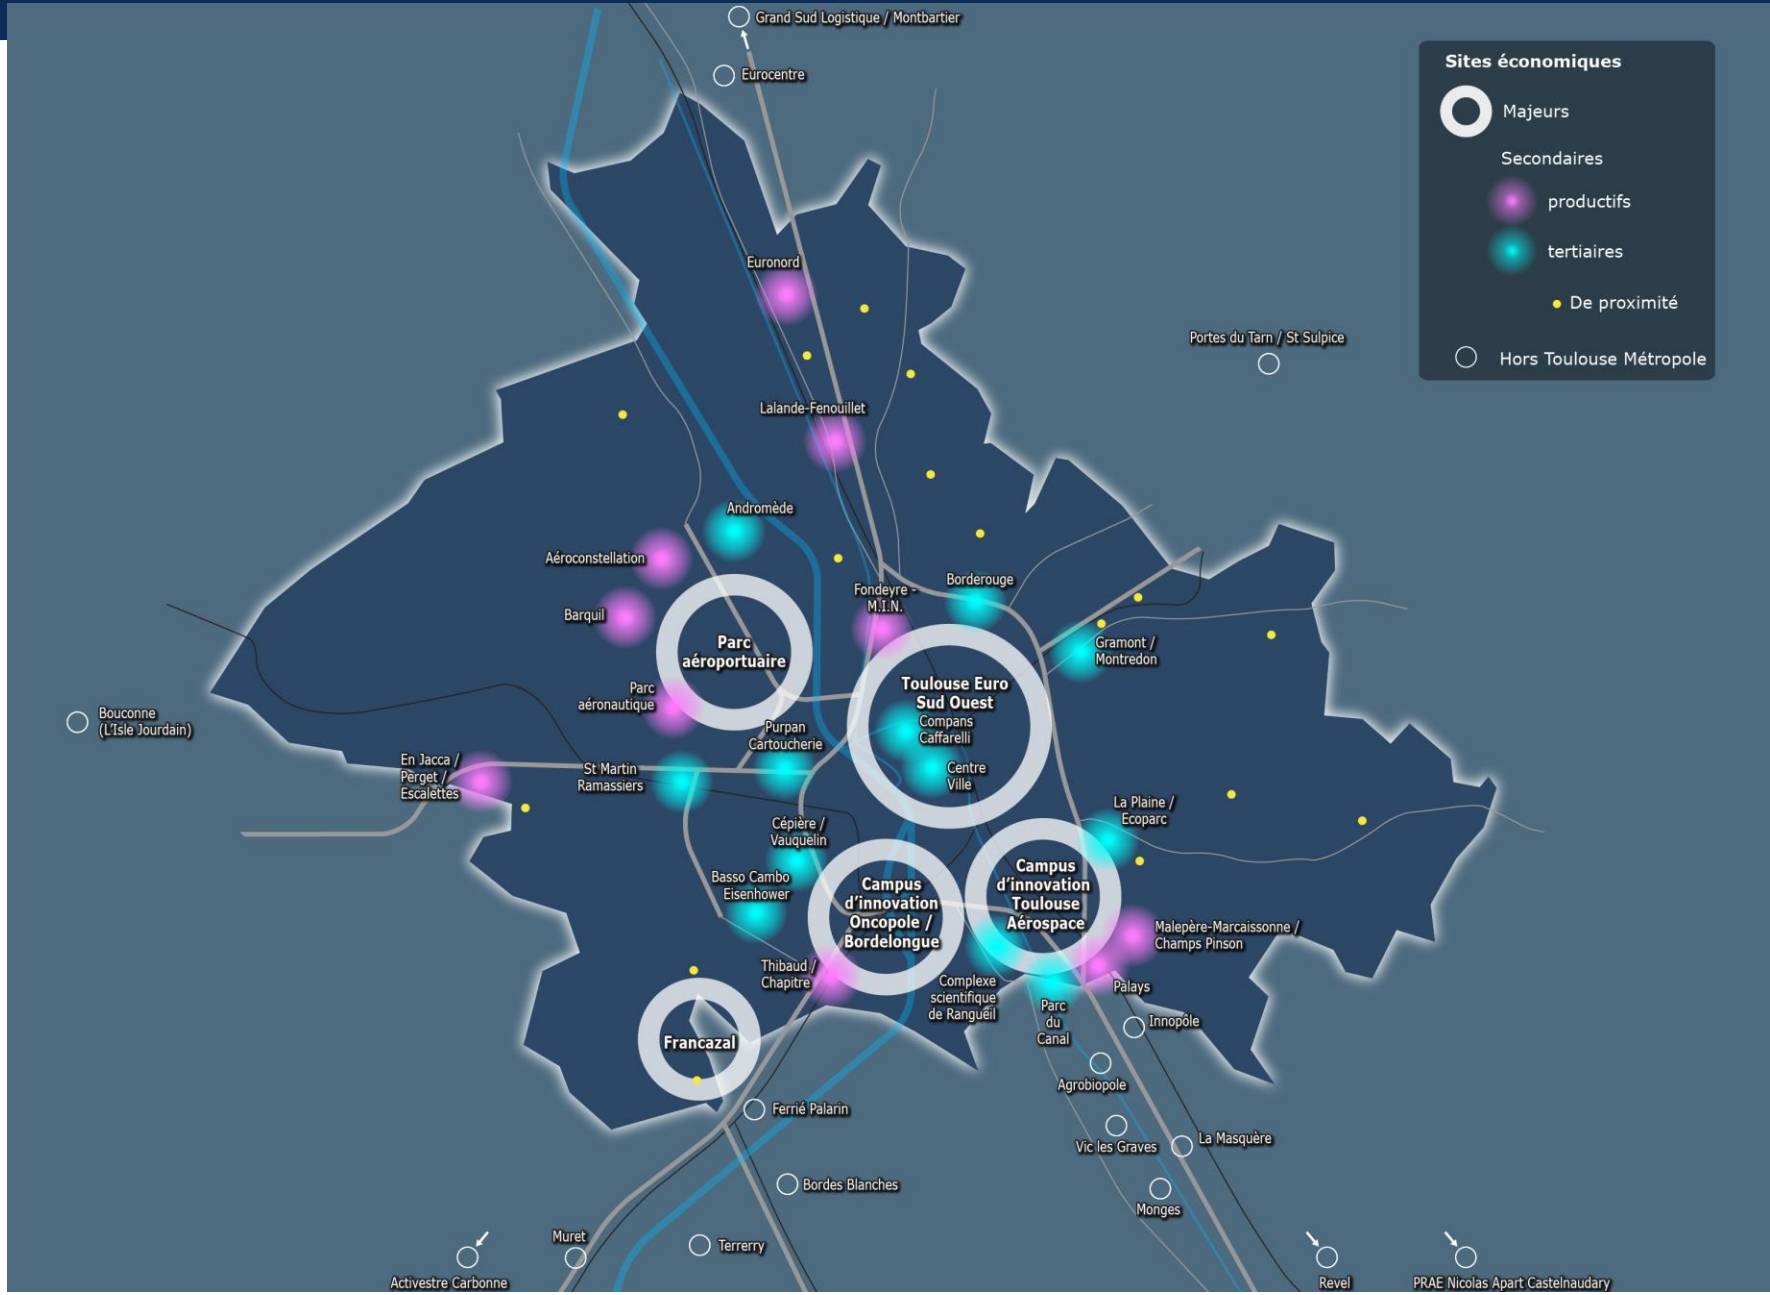 Grand Sud Logistique / Montbartier
Eurocentre
Sites économiques
Majeurs
Secondaires
productifs
tertiaires
De proximité
Hors Toulouse Métropole
Euronord
Portes du Tarn / St Sulpice
Lalande-Fenouillet
Andromède
Aéroconstellation
Barquil
Fondeyre -
M.I.N.
Borderouge
Parc
aéroportuaire
Gramont /
Montredon
Parc
aéronautique
Toulouse Euro
Sud Ouest
Compans
Caffarelli
Centre
Ville
Bouconne
(L'Isle Jourdain)
Purpan
Cartoucherie
En Jacca /
Perget /
Escalettes
St Martin
Ramassiers
La Plaine /
Ecoparc
Cépière /
Vauquelin
Basso Cambo
Eisenhower
Campus
d'innovation
Oncopole /
Bordelongue
Campus
d'innovation
Toulouse
Aérospace
Malepère-Marcaissonne /
Champs Pinson
Thibaud /
Chapitre
Complexe
scientifique
de Rangueil
Palays
Parc
du
Canal
Innopôle
Francazal
Agrobiopole
Ferrié Palarin
Vic les Graves
La Masquère
Bordes Blanches
Monges
Muret
Terrerry
Activestre Carbonne
Revel
PRAE Nicolas Apart Castelnaudary